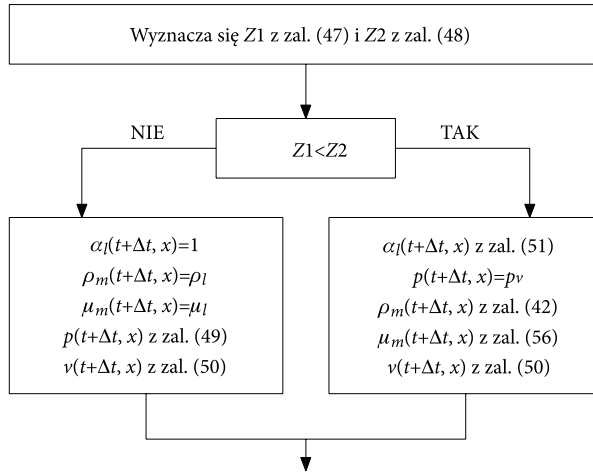 Wyznacza się Z1 z zal. (47) i Z2 z zal. (48)
NIE
TAK
Z1<Z2
αl(t+Δt, x)=1
ρm(t+Δt, x)=ρl
μm(t+Δt, x)=μl
p(t+Δt, x) z zal. (49)
v(t+Δt, x) z zal. (50)
αl(t+Δt, x) z zal. (51)
p(t+Δt, x)=pv
ρm(t+Δt, x) z zal. (42)
μm(t+Δt, x) z zal. (56)
v(t+Δt, x) z zal. (50)